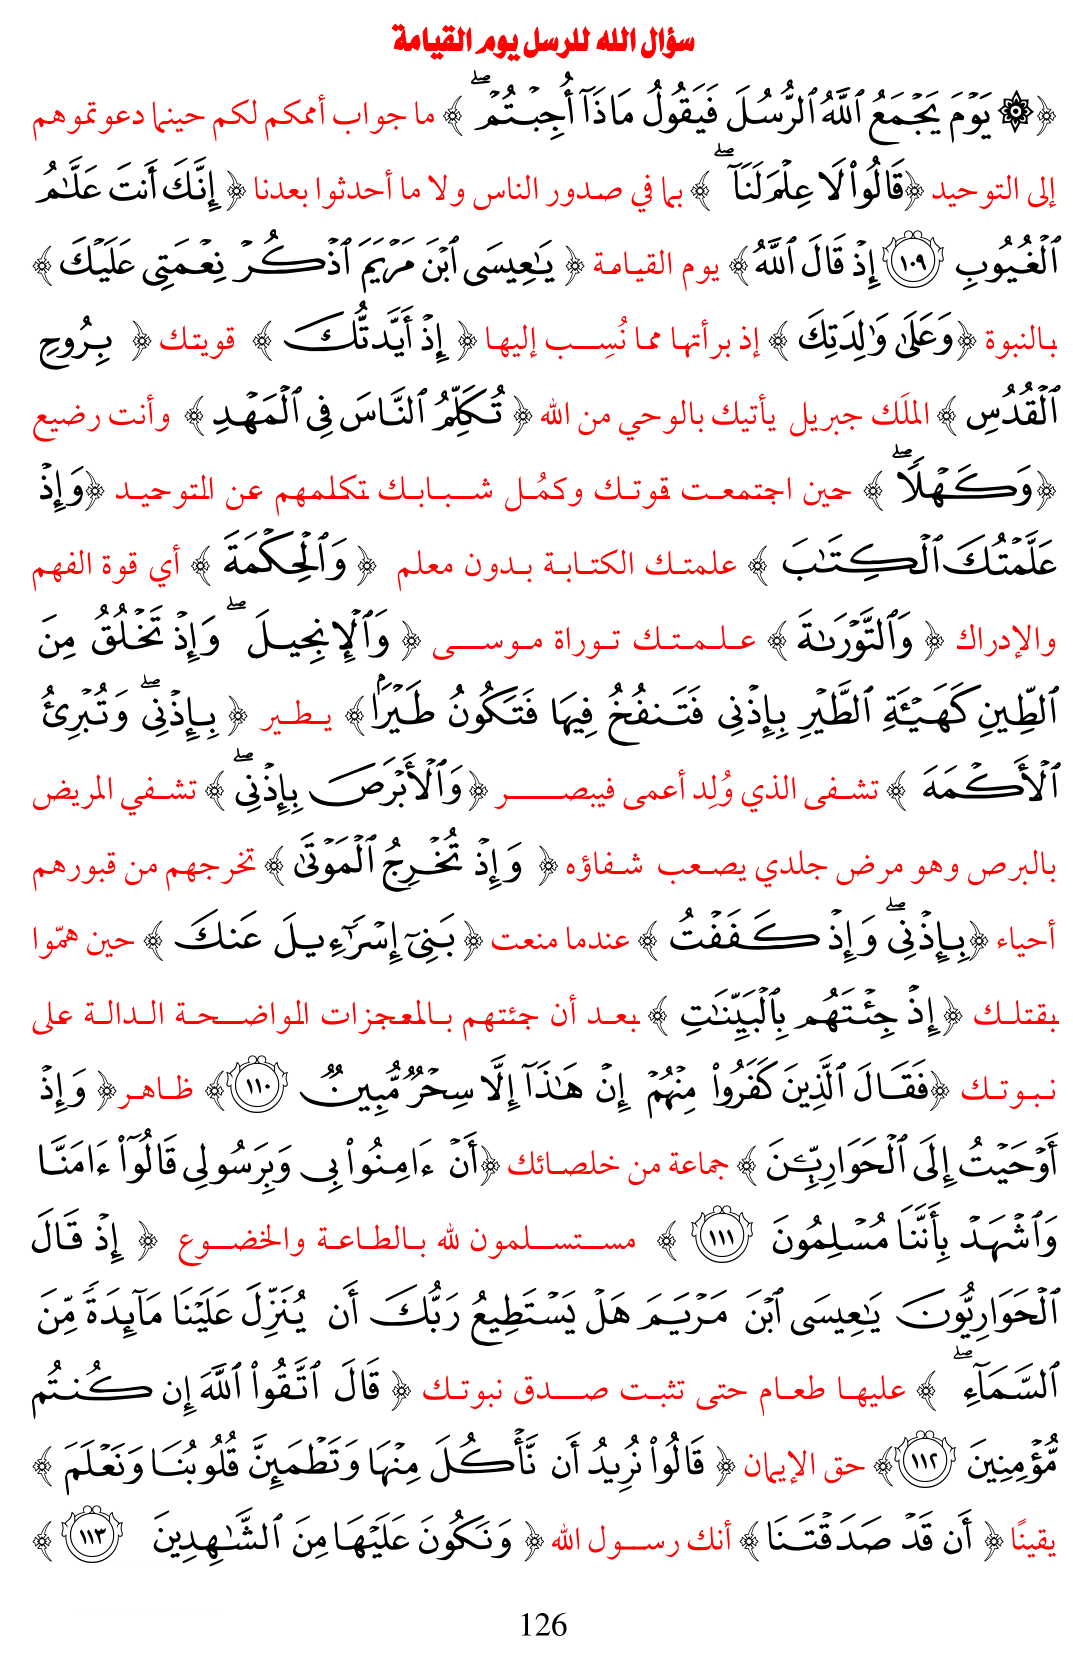 سؤال الله للرسل يوم القيامة
﴿ ۞ يَوْمَ يَجْمَعُ ٱللَّهُ ٱلرُّسُلَ فَيَقُولُ مَاذَآ أُجِبْتُمْ ۖ ﴾ ما جواب أممكم لكم حينما دعوتموهم
إلى التوحيد ﴿قَالُوا۟ لَا عِلْمَ لَنَآ ۖ ﴾ بما في صدور الناس ولا ما أحدثوا بعدنا ﴿ إِنَّكَ أَنتَ عَلَّـٰمُ
ٱلْغُيُوبِ ١٠٩ إِذْ قَالَ ٱللَّهُ﴾ يوم القيامة ﴿ يَـٰعِيسَى ٱبْنَ مَرْيَمَ ٱذْكُرْ نِعْمَتِى عَلَيْكَ ﴾
بالنبوة ﴿وَعَلَىٰ وَٰلِدَتِكَ ﴾ إذ برأتها مما نُسِب إليها ﴿ إِذْ أَيَّدتُّكَ ﴾ قويتك ﴿ بِرُوحِ
ٱلْقُدُسِ ﴾ الملَك جبريل يأتيك بالوحي من الله ﴿ تُكَلِّمُ ٱلنَّاسَ فِى ٱلْمَهْدِ ﴾ وأنت رضيع
﴿وَكَهْلًا ۖ ﴾ حين اجتمعت قوتك وكمُل شبابك تكلمهم عن التوحيد ﴿وَإِذْ
عَلَّمْتُكَ ٱلْكِتَـٰبَ ﴾ علمتك الكتابة بدون معلم ﴿ وَٱلْحِكْمَةَ ﴾ أي قوة الفهم
والإدراك ﴿ وَٱلتَّوْرَىٰةَ ﴾ علمتك توراة موسى ﴿ وَٱلْإِنجِيلَ ۖ وَإِذْ تَخْلُقُ مِنَ
ٱلطِّينِ كَهَيْـَٔةِ ٱلطَّيْرِ بِإِذْنِى فَتَنفُخُ فِيهَا فَتَكُونُ طَيْرًۢا﴾ يطير ﴿ بِإِذْنِى ۖ وَتُبْرِئُ
ٱلْأَكْمَهَ ﴾ تشفى الذي وُلِد أعمى فيبصر ﴿وَٱلْأَبْرَصَ بِإِذْنِى ۖ ﴾ تشفي المريض
بالبرص وهو مرض جلدي يصعب شفاؤه ﴿ وَإِذْ تُخْرِجُ ٱلْمَوْتَىٰ ﴾ تخرجهم من قبورهم
أحياء ﴿بِإِذْنِى ۖ وَإِذْ كَفَفْتُ ﴾ عندما منعت ﴿بَنِىٓ إِسْرَٰٓءِيلَ عَنكَ ﴾ حين همّوا
بقتلك ﴿إِذْ جِئْتَهُم بِٱلْبَيِّنَـٰتِ ﴾ بعد أن جئتهم بالمعجزات الواضحة الدالة على
نبوتك ﴿فَقَالَ ٱلَّذِينَ كَفَرُوا۟ مِنْهُمْ إِنْ هَـٰذَآ إِلَّا سِحْرٌ مُّبِينٌ ١١٠﴾ ظاهر﴿ وَإِذْ
أَوْحَيْتُ إِلَى ٱلْحَوَارِيِّـۧنَ ﴾ جماعة من خلصائك ﴿أَنْ ءَامِنُوا۟ بِى وَبِرَسُولِى قَالُوٓا۟ ءَامَنَّا
وَٱشْهَدْ بِأَنَّنَا مُسْلِمُونَ ١١١ ﴾ مستسلمون لله بالطاعة والخضوع ﴿ إِذْ قَالَ
ٱلْحَوَارِيُّونَ يَـٰعِيسَى ٱبْنَ مَرْيَمَ هَلْ يَسْتَطِيعُ رَبُّكَ أَن يُنَزِّلَ عَلَيْنَا مَآئِدَةً مِّنَ
ٱلسَّمَآءِ ۖ ﴾ عليها طعام حتى تثبت صدق نبوتك ﴿ قَالَ ٱتَّقُوا۟ ٱللَّهَ إِن كُنتُم
مُّؤْمِنِينَ ١١٢﴾ حق الإيمان ﴿ قَالُوا۟ نُرِيدُ أَن نَّأْكُلَ مِنْهَا وَتَطْمَئِنَّ قُلُوبُنَا وَنَعْلَمَ ﴾
يقينًا ﴿ أَن قَدْ صَدَقْتَنَا﴾ أنك رسول الله ﴿ وَنَكُونَ عَلَيْهَا مِنَ ٱلشَّـٰهِدِينَ ١١٣ ﴾
126